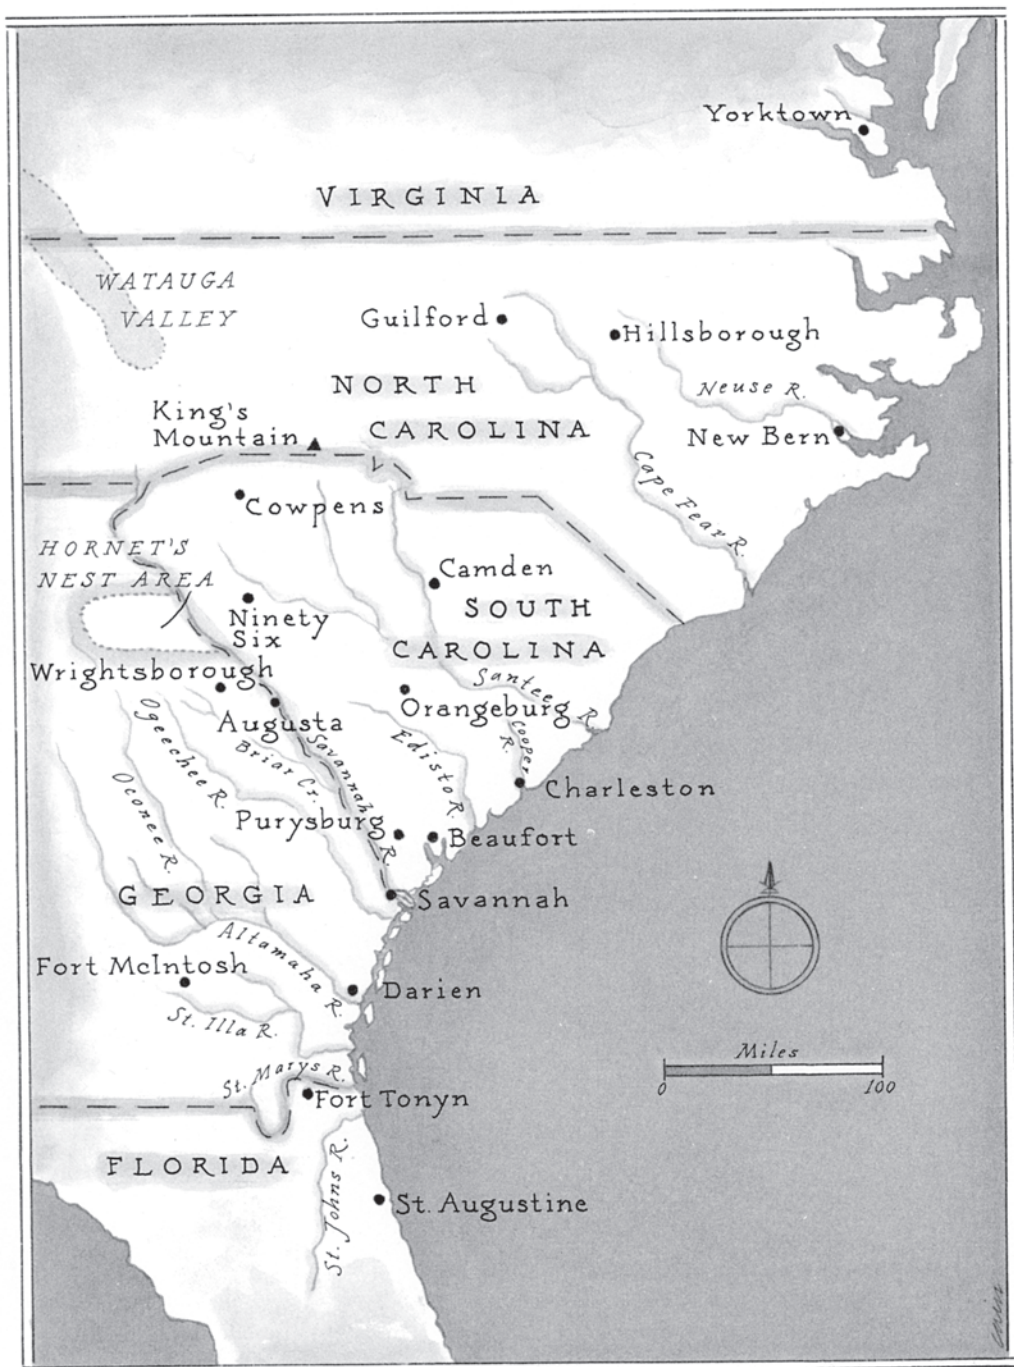 Yorktown
VIRGINIA
WATAUGA
VALLEY
Guilford
Hillsborough
NORTH
CAROLINA
Neuse R.
New Bern
King's
Mountain
Cape Fear R.
Cowpens
HORNET'S
NEST AREA
Camden
Ninety
Six
SOUTH
CAROLINA
Wrightsborough
Santee R.
Orangeburg
Augusta
Cooper
R.
Ogeechee R.
Briar Cr.
Savannah R.
Edisto R.
Oconee R.
Charleston
Purysburg
Beaufort
GEORGIA
Savannah
Altamaha R.
Fort McIntosh
Darien
St. Illa R.
Miles
0 100
St. Marys R.
Fort Tonyn
FLORIDA
St. Johns R.
St. Augustine